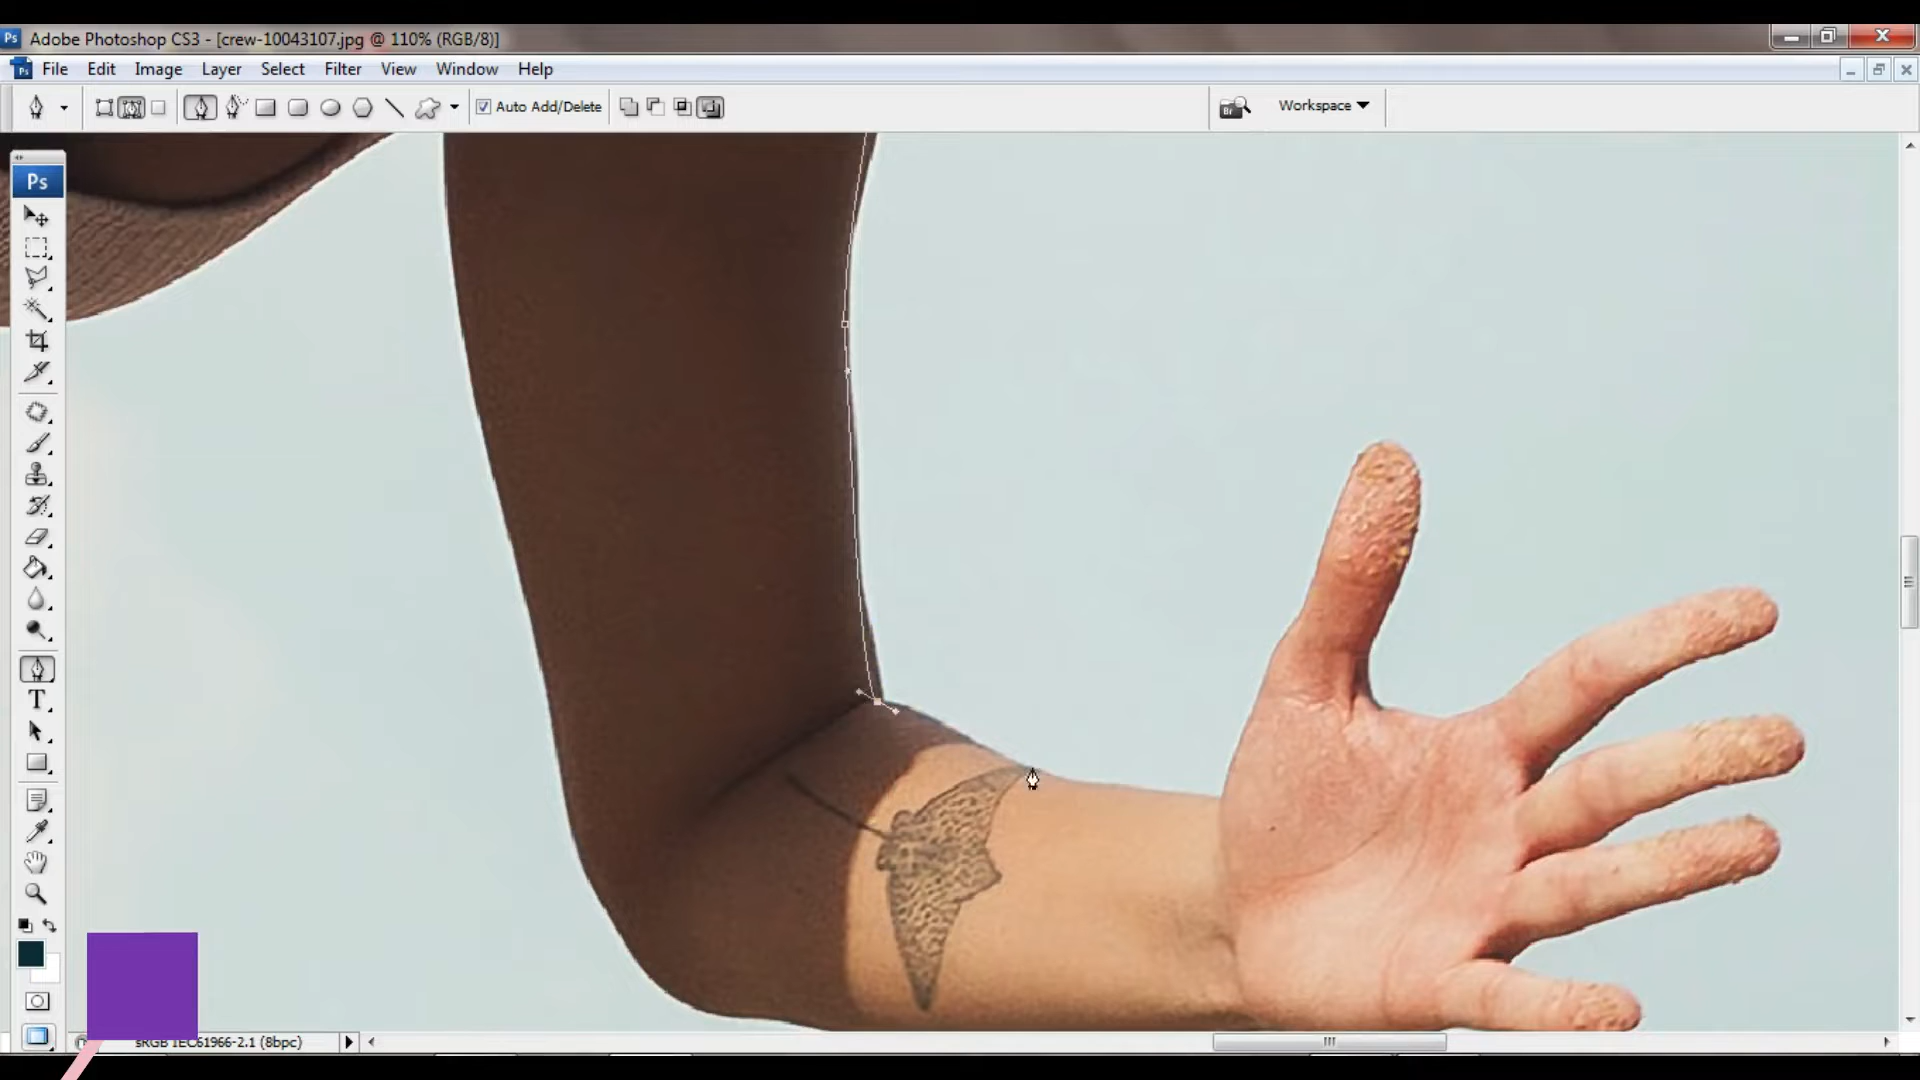 Ps Adobe Photoshop CS3 - [crew-10043107.jpg @ 110% (RGB/8)]
File Edit Image Layer Select Filter View Window Help
Auto Add/Delete
Br
Workspace
Ps
T
sRGB IEC61966-2.1 (8bpc)